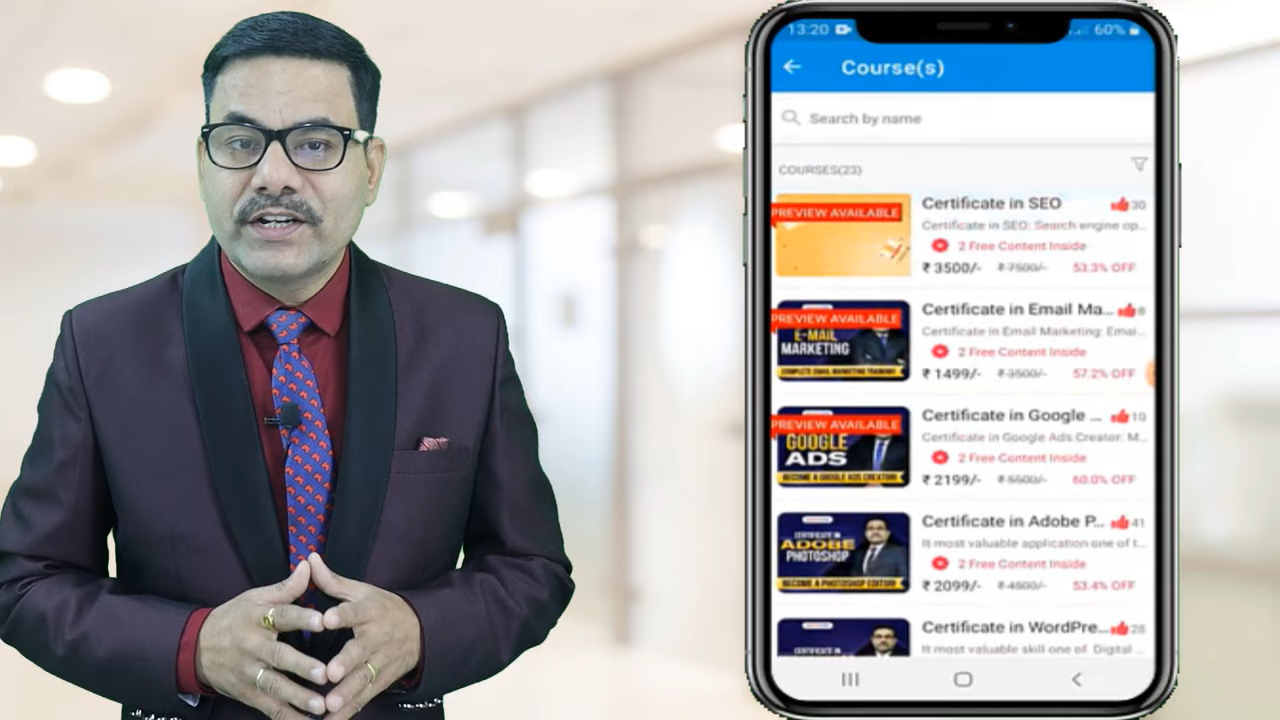 13:20
60%
Course(s)
Search by name
COURSES(23)
PREVIEW AVAILABLE
Certificate in SEO
30
Certificate in SEO: Search engine op...
2 Free Content Inside
₹ 3500/- ₹ 7500/- 53.3% OFF
PREVIEW AVAILABLE
E-MAIL
MARKETING
COMPLETE EMAIL MARKETING TRAINING
Certificate in Email Ma...
8
Certificate in Email Marketing: Emai...
2 Free Content Inside
₹ 1499/- ₹ 3500/- 57.2% OFF
PREVIEW AVAILABLE
GOOGLE
ADS
BECOME A GOOGLE ADS CREATOR!
Certificate in Google ...
10
Certificate in Google Ads Creator: M...
2 Free Content Inside
₹ 2199/- ₹ 5500/- 60.0% OFF
CERTIFICATE IN
ADOBE
PHOTOSHOP
BECOME A PHOTOSHOP EDITOR!
Certificate in Adobe P...
41
It most valuable application one of t...
2 Free Content Inside
₹ 2099/- ₹ 4500/- 53.4% OFF
CERTIFICATE IN
Certificate in WordPre...
28
It most valuable skill one of Digital ...